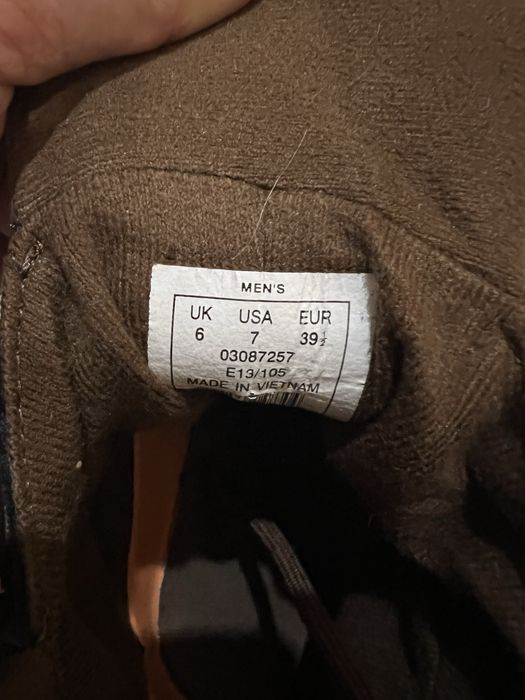 MEN'S
UK USA EUR
6 7 39½
03087257
E13/105
MADE IN VIETNAM